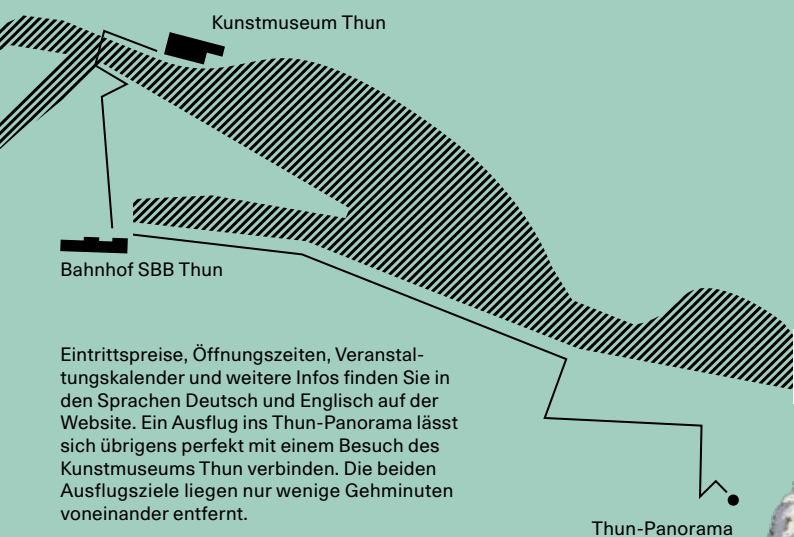 Kunstmuseum Thun
Bahnhof SBB Thun
Eintrittspreise, Öffnungszeiten, Veranstal-
tungskalender und weitere Infos finden Sie in
den Sprachen Deutsch und Englisch auf der
Website. Ein Ausflug ins Thun-Panorama lässt
sich übrigens perfekt mit einem Besuch des
Kunstmuseums Thun verbinden. Die beiden
Ausflugsziele liegen nur wenige Gehminuten
voneinander entfernt.
Thun-Panorama